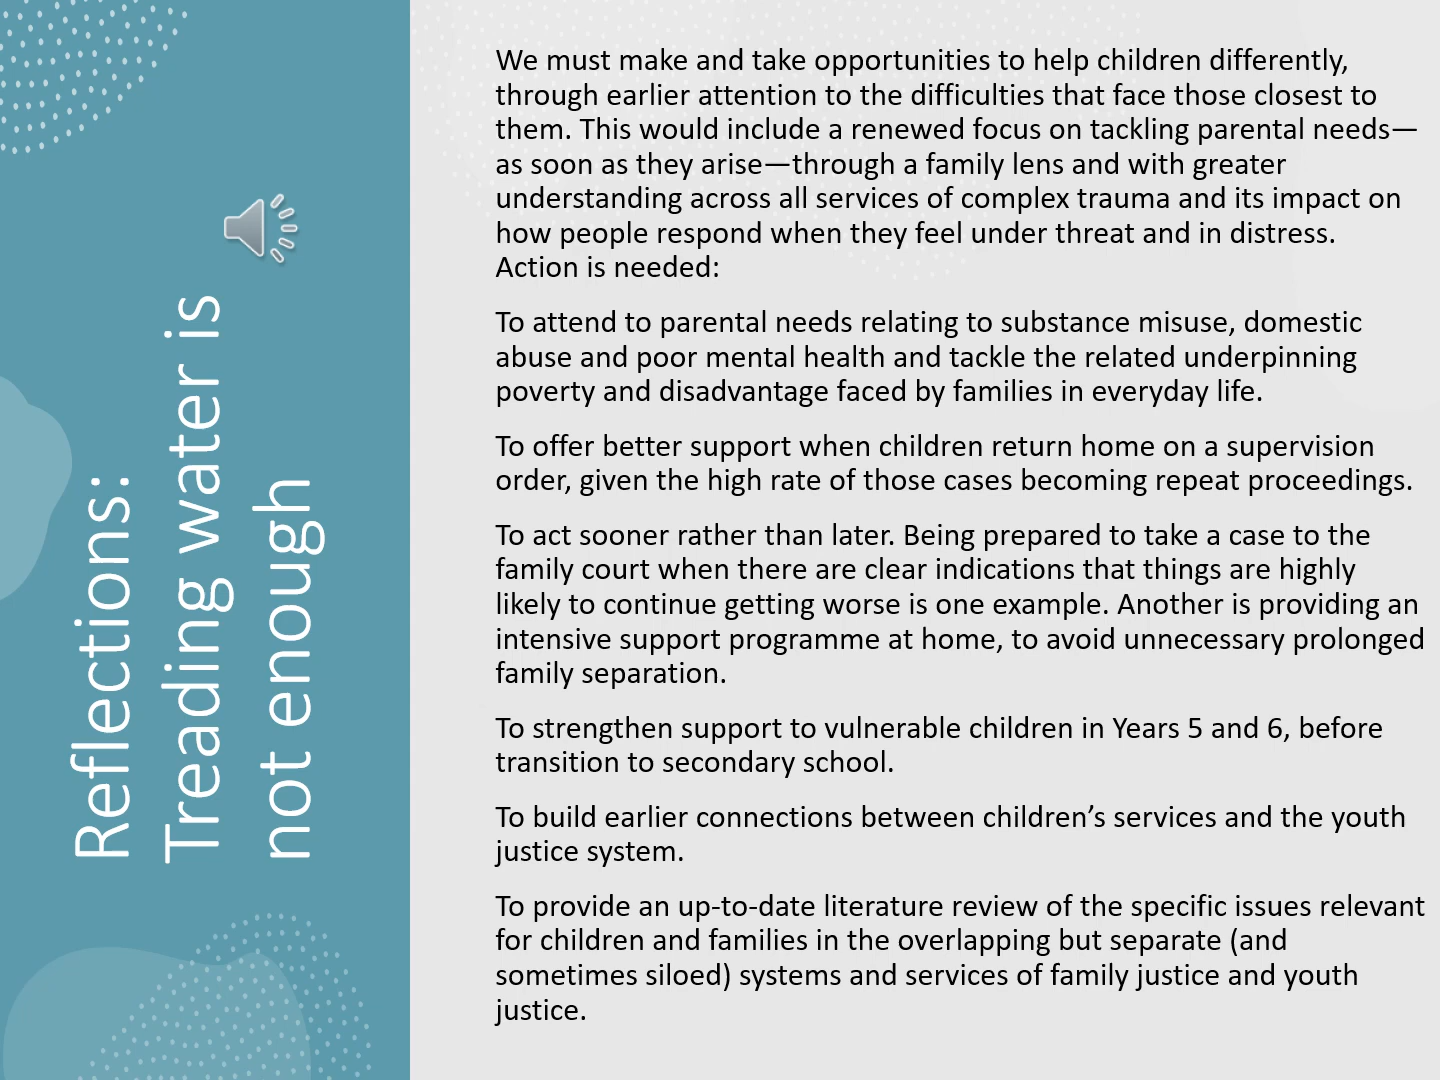 Reflections:
Treading water is
not enough
We must make and take opportunities to help children differently,
through earlier attention to the difficulties that face those closest to
them. This would include a renewed focus on tackling parental needs—
as soon as they arise—through a family lens and with greater
understanding across all services of complex trauma and its impact on
how people respond when they feel under threat and in distress.
Action is needed:
To attend to parental needs relating to substance misuse, domestic
abuse and poor mental health and tackle the related underpinning
poverty and disadvantage faced by families in everyday life.
To offer better support when children return home on a supervision
order, given the high rate of those cases becoming repeat proceedings.
To act sooner rather than later. Being prepared to take a case to the
family court when there are clear indications that things are highly
likely to continue getting worse is one example. Another is providing an
intensive support programme at home, to avoid unnecessary prolonged
family separation.
To strengthen support to vulnerable children in Years 5 and 6, before
transition to secondary school.
To build earlier connections between children’s services and the youth
justice system.
To provide an up-to-date literature review of the specific issues relevant
for children and families in the overlapping but separate (and
sometimes siloed) systems and services of family justice and youth
justice.